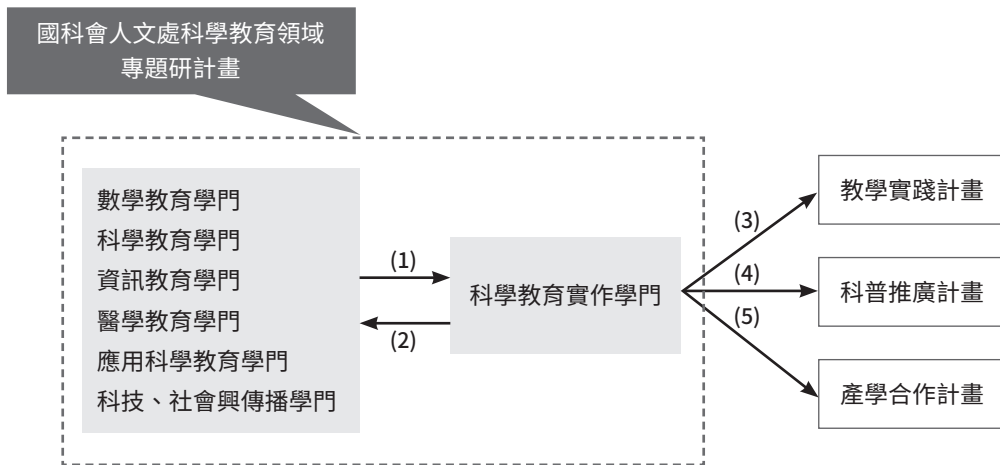 國科會人文處科學教育領域
專題研計畫
數學教育學門
科學教育學門
資訊教育學門
醫學教育學門
應用科學教育學門
科技、社會興傳播學門
(1)
(2)
科學教育實作學門
(3)
(4)
(5)
教學實踐計畫
科普推廣計畫
產學合作計畫